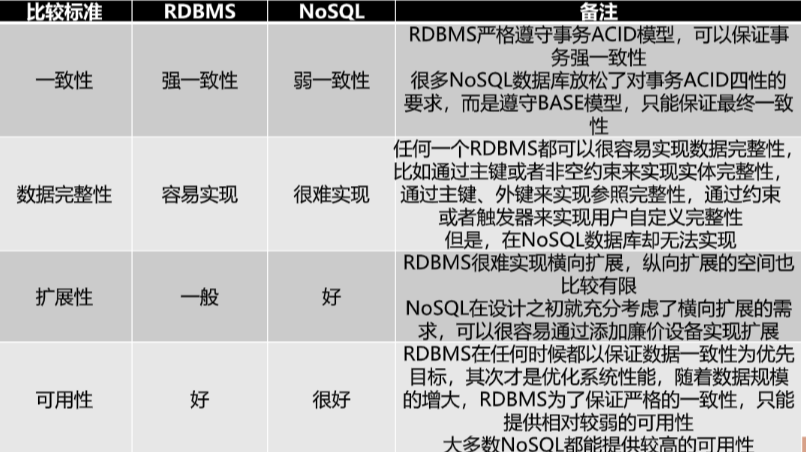 比较标准 RDBMS NoSQL 备注
一致性 强一致性 弱一致性
RDBMS严格遵守事务ACID模型，可以保证事
务强一致性
很多NoSQL数据库放松了对事务ACID四性的
要求，而是遵守BASE模型，只能保证最终一致
性
数据完整性 容易实现 很难实现
任何一个RDBMS都可以很容易实现数据完整性，
比如通过主键或者非空约束来实现实体完整性，
通过主键、外键来实现参照完整性，通过约束
或者触发器来实现用户自定义完整性
但是，在NoSQL数据库却无法实现
扩展性 一般 好
RDBMS很难实现横向扩展，纵向扩展的空间也
比较有限
NoSQL在设计之初就充分考虑了横向扩展的需
求，可以很容易通过添加廉价设备实现扩展
可用性 好 很好
RDBMS在任何时候都以保证数据一致性为优先
目标，其次才是优化系统性能，随着数据规模
的增大，RDBMS为了保证严格的一致性，只能
提供相对较弱的可用性
大多数NoSQL都能提供较高的可用性